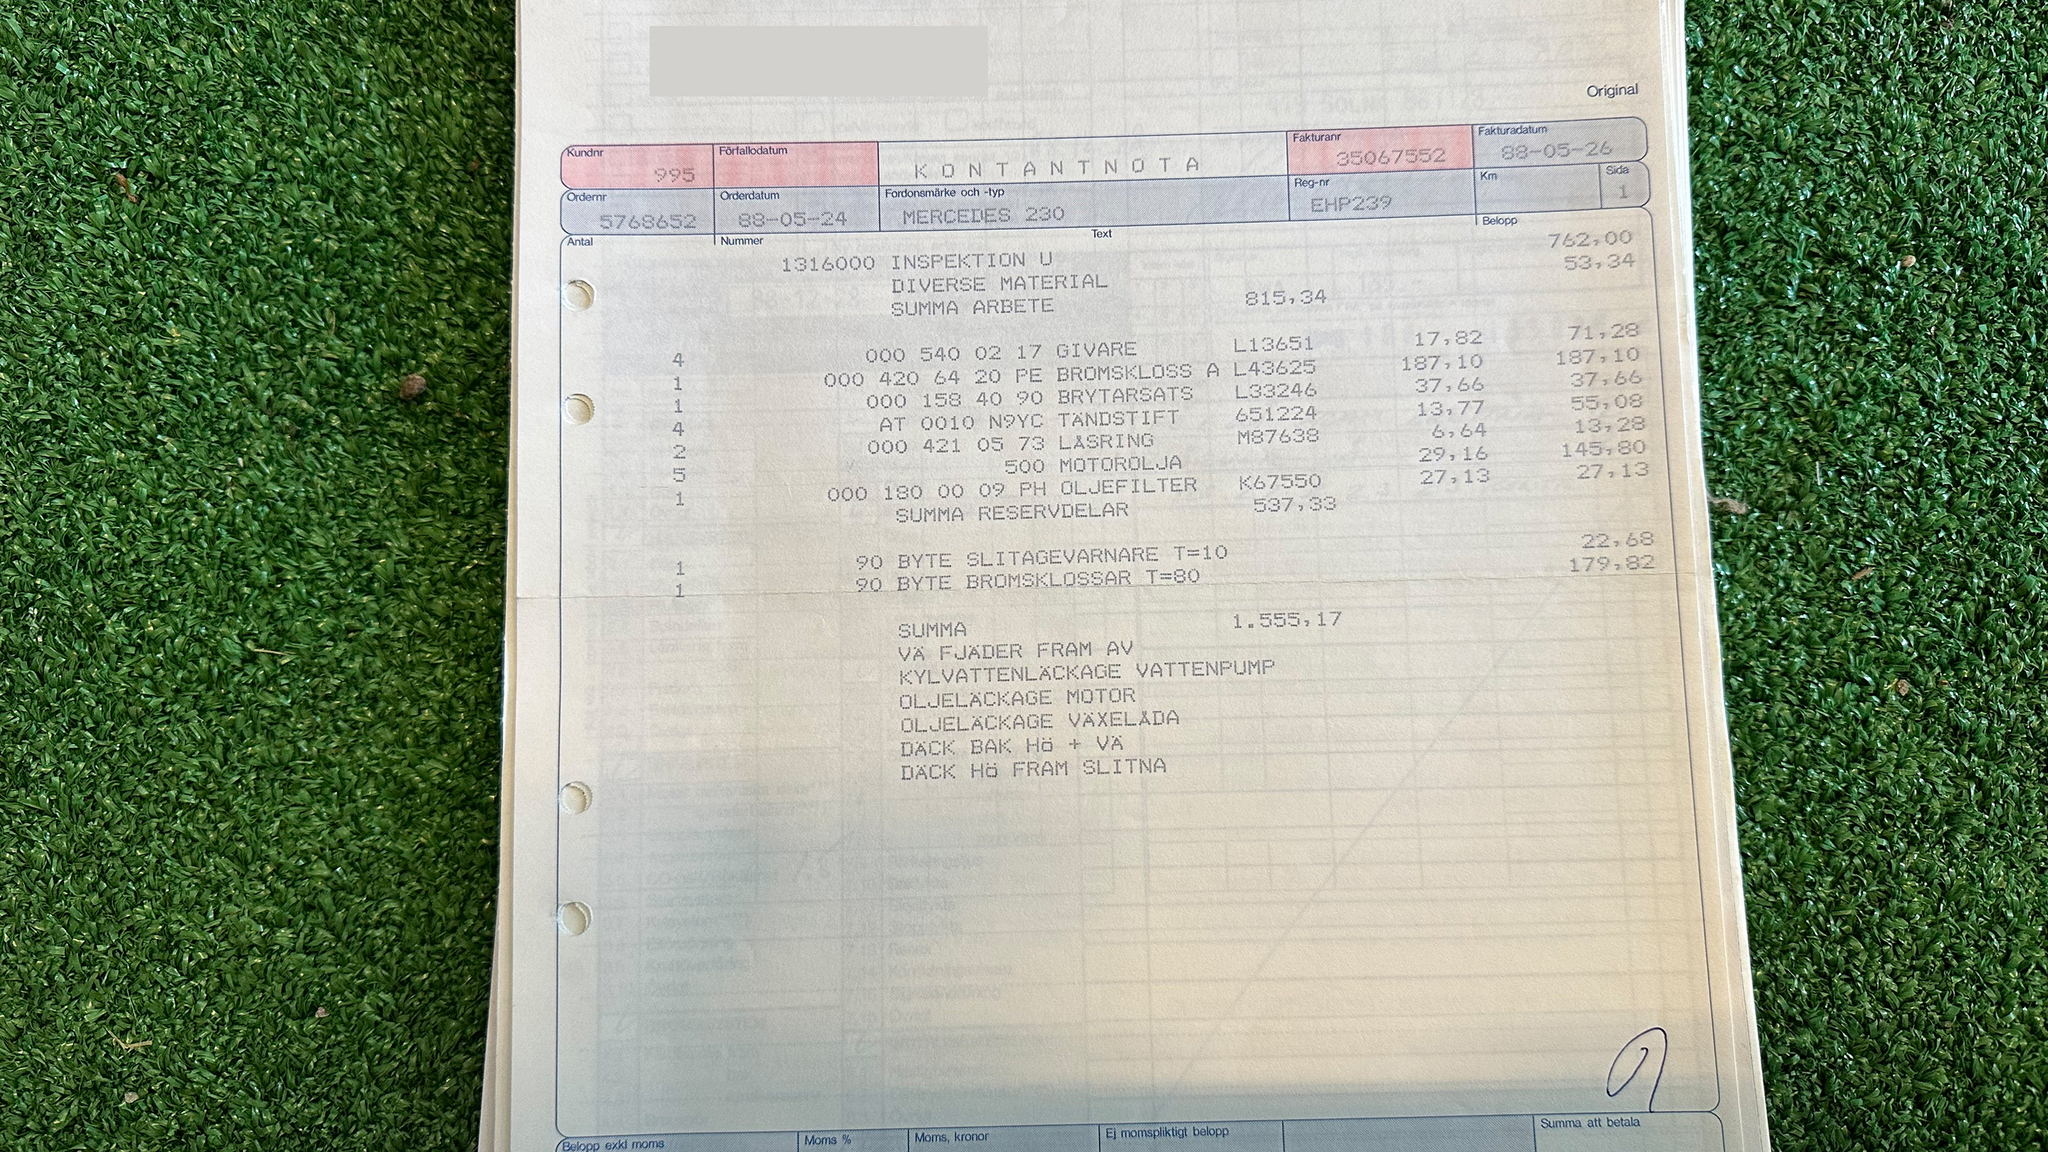 Original
Kundnr Förfallodatum Fakturanr Fakturadatum
995 KONTANTNOTA 35067552 88-05-26
Ordernr Orderdatum Fordonsmärke och -typ Reg-nr Km Sida
5768652 88-05-24 MERCEDES 230 EHP239 1
Antal Nummer Text Belopp
1316000 INSPEKTION U 762,00
DIVERSE MATERIAL 53,34
SUMMA ARBETE 815,34
4 000 540 02 17 GIVARE L13651 17,82 71,28
1 000 420 64 20 PE BROMSKLOSS A L43625 187,10 187,10
1 000 158 40 90 BRYTARSATS L33246 37,66 37,66
4 AT 0010 N9YC TÄNDSTIFT 651224 13,77 55,08
2 000 421 05 73 LÅSRING M87638 6,64 13,28
5 500 MOTOROLJA 29,16 145,80
1 000 180 00 09 PH OLJEFILTER K67550 27,13 27,13
SUMMA RESERVDELAR 537,33
1 90 BYTE SLITAGEVARNARE T=10 22,68
1 90 BYTE BROMSKLOSSAR T=80 179,82
SUMMA 1.555,17
VÄ FJÄDER FRAM AV
KYLVATTENLÄCKAGE VATTENPUMP
OLJELÄCKAGE MOTOR
OLJELÄCKAGE VÄXELÅDA
DÄCK BAK Hö + VÄ
DÄCK Hö FRAM SLITNA
Belopp exkl moms Moms % Moms, kronor Ej momspliktigt belopp Summa att betala